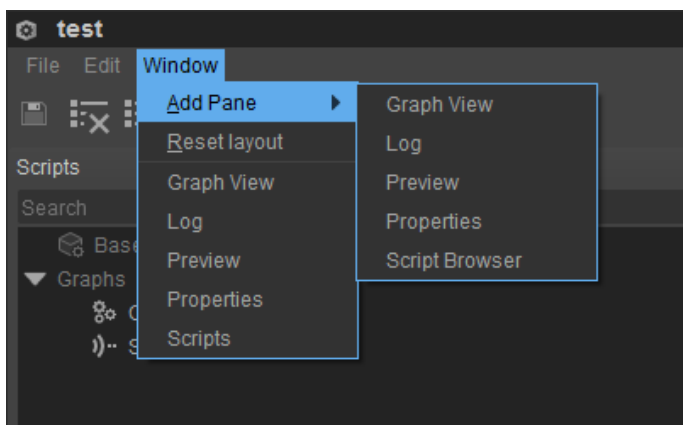 test
File Edit Window
Add Pane
Reset layout
Graph View
Log
Preview
Properties
Scripts
Graph View
Log
Preview
Properties
Script Browser
Scripts
Search
Base
Graphs